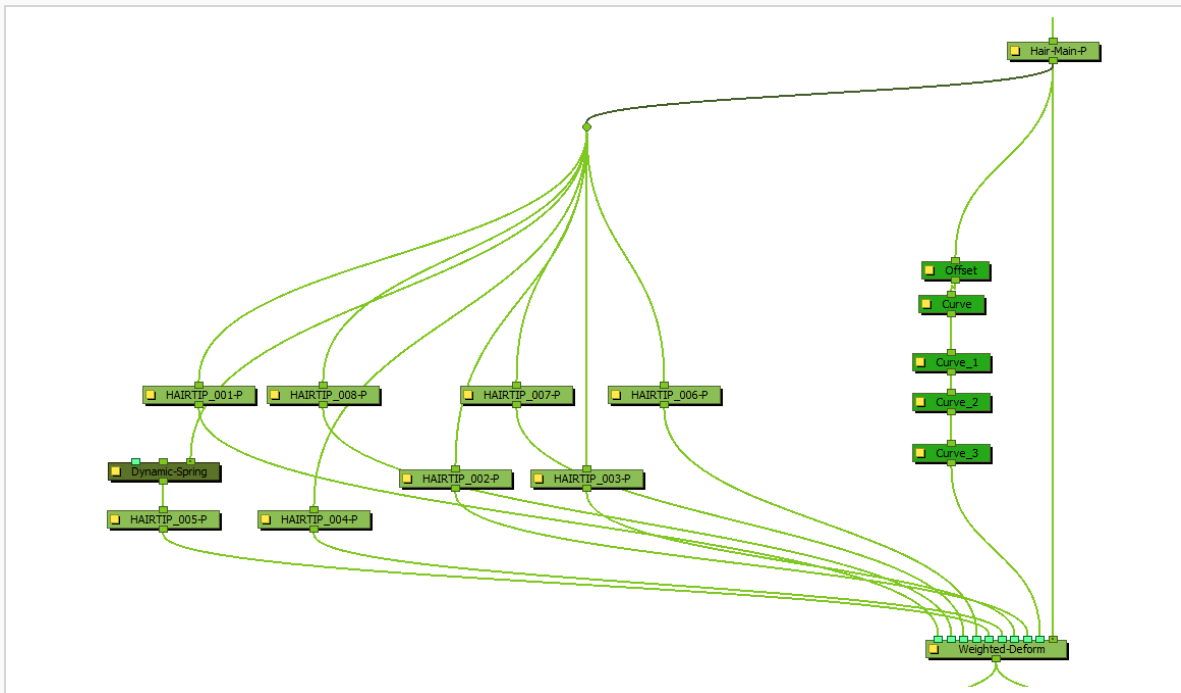 Hair-Main-P
Offset
Curve
Curve_1
HAIRTIP_001-P HAIRTIP_008-P HAIRTIP_007-P HAIRTIP_006-P
Curve_2
Curve_3
Dynamic-Spring
HAIRTIP_002-P HAIRTIP_003-P
HAIRTIP_005-P HAIRTIP_004-P
Weighted-Deform